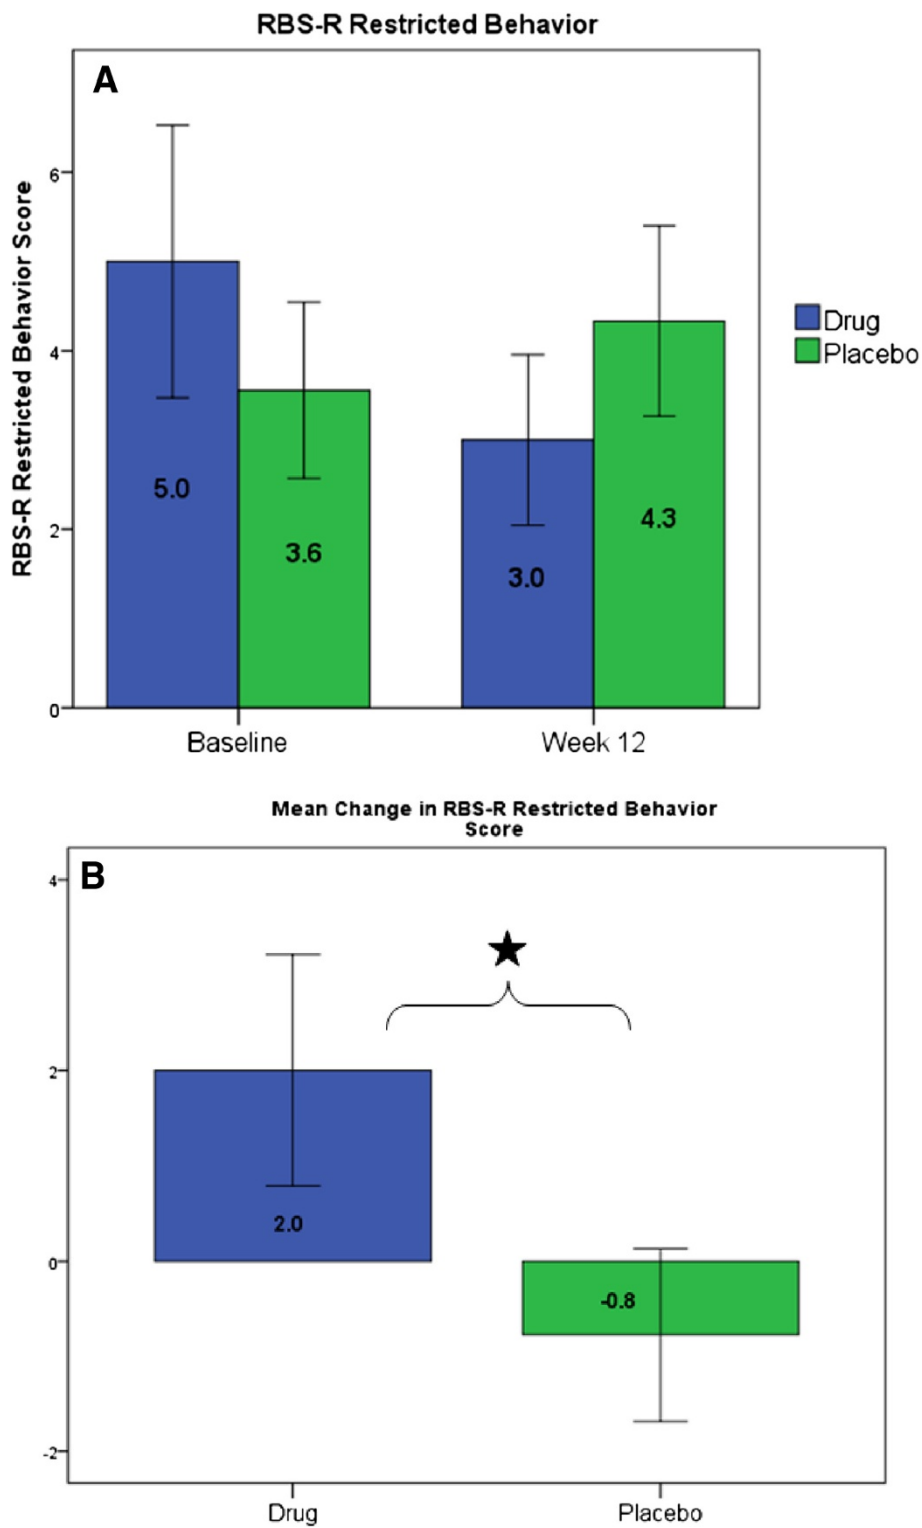 RBS-R Restricted Behavior
A
RBS-R Restricted Behavior Score
6
4
2
0
5.0
3.6
3.0
4.3
Baseline
Week 12
Drug
Placebo
Mean Change in RBS-R Restricted Behavior
Score
B
4
2
0
-2
2.0
-0.8
Drug
Placebo